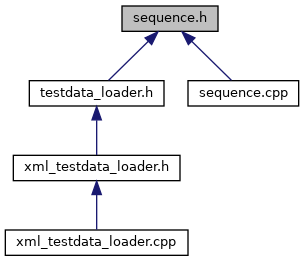 sequence.h
testdata_loader.h
sequence.cpp
xml_testdata_loader.h
xml_testdata_loader.cpp